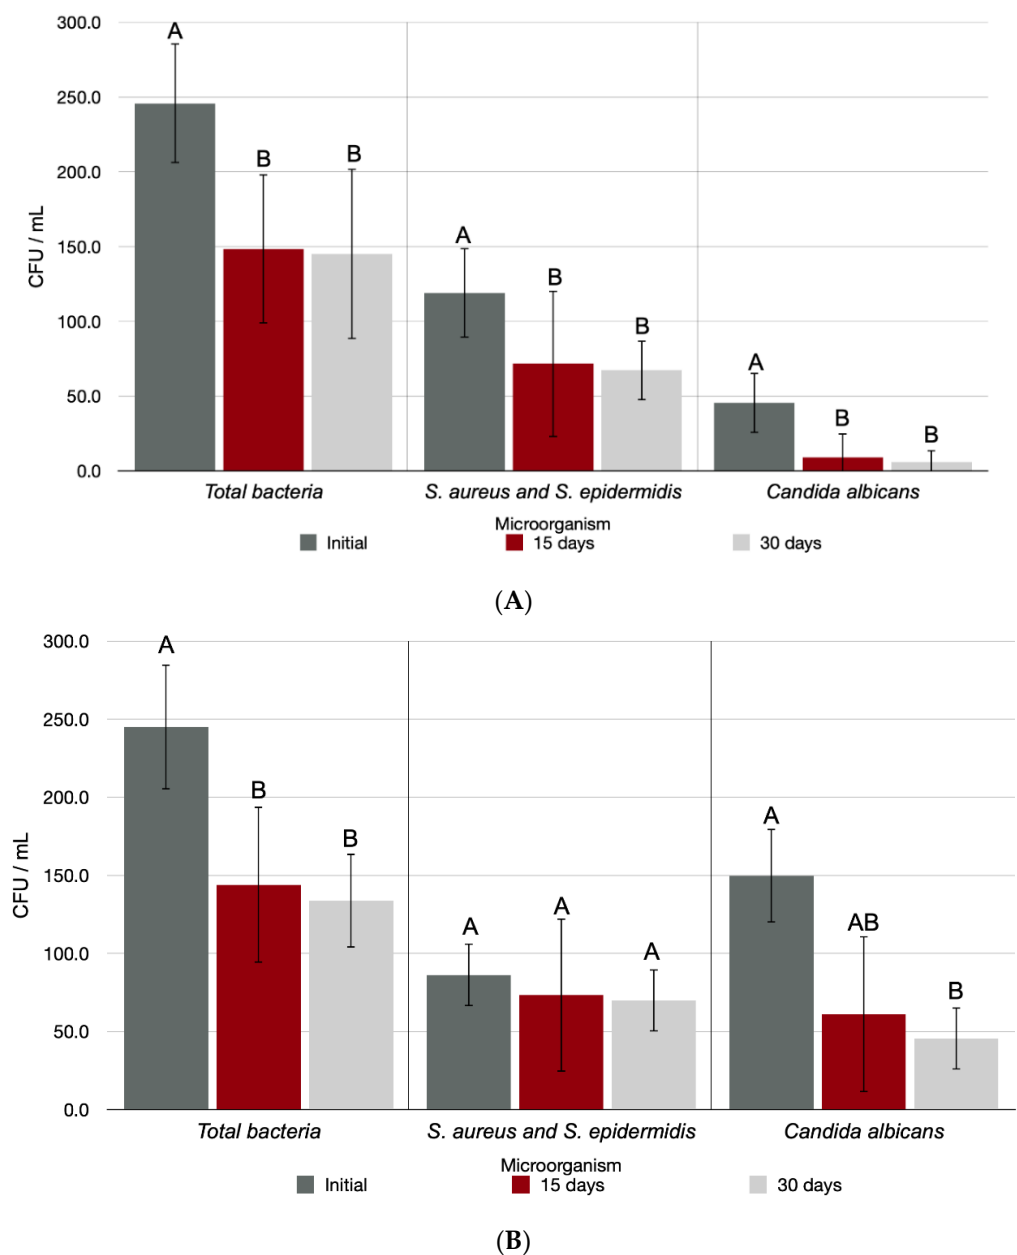 300.0
A
250.0
200.0
B
B
150.0
A
B
B
100.0
A
50.0
B
B
0.0
CFU / mL
Total bacteria
S. aureus and S. epidermidis
Candida albicans
Microorganism
Initial
15 days
30 days
(A)
300.0
A
250.0
200.0
B
B
A
150.0
A
A
A
AB
100.0
B
50.0
0.0
CFU / mL
Total bacteria
S. aureus and S. epidermidis
Candida albicans
Microorganism
Initial
15 days
30 days
(B)